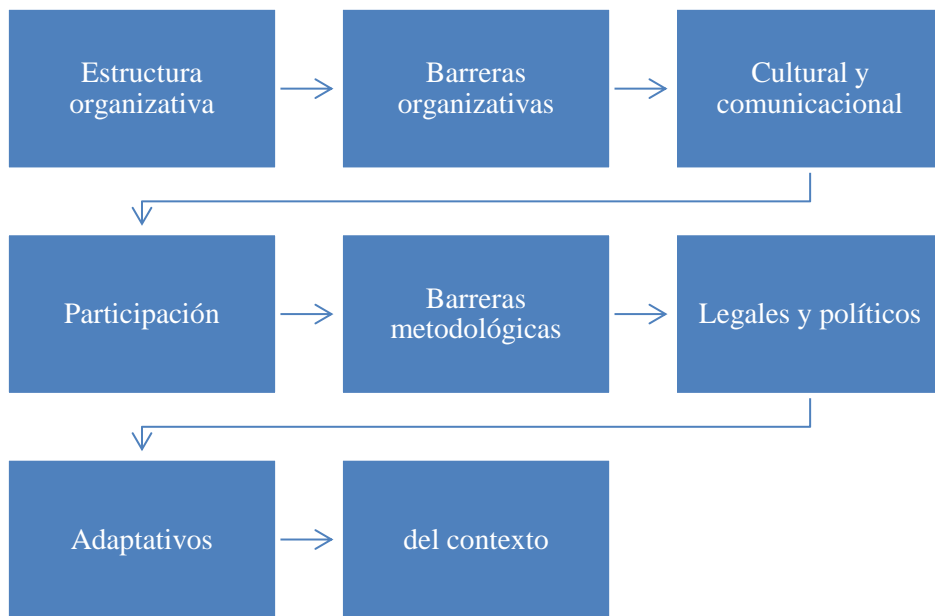 Estructura
organizativa
Barreras
organizativas
Cultural y
comunicacional
Participación
Barreras
metodológicas
Legales y políticos
Adaptativos
del contexto